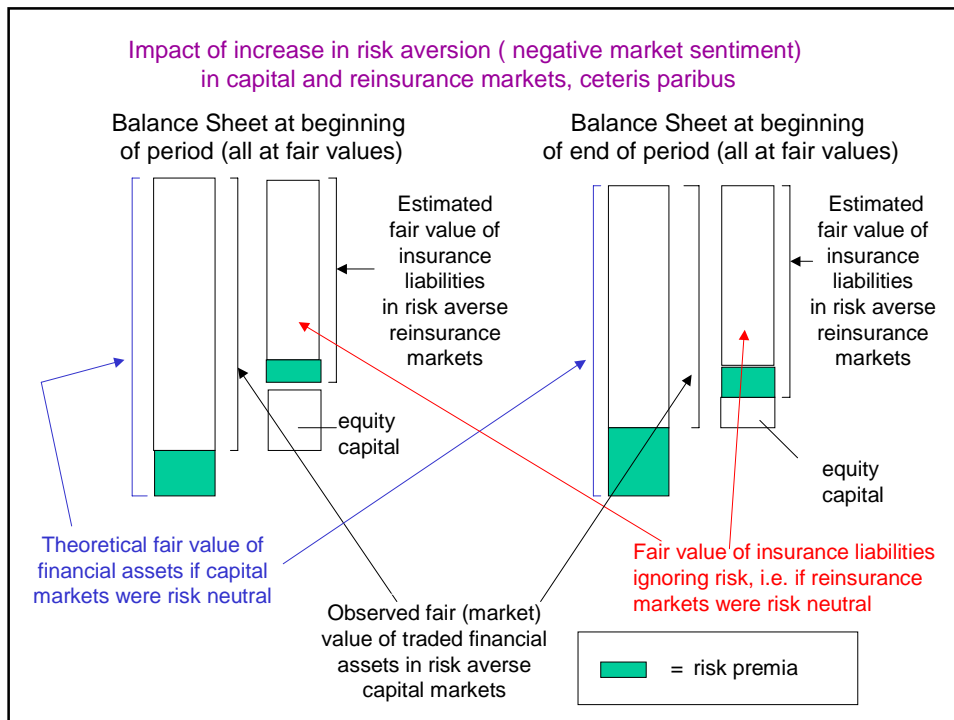 Impact of increase in risk aversion ( negative market sentiment)
in capital and reinsurance markets, ceteris paribus
Balance Sheet at beginning
of period (all at fair values)
Balance Sheet at beginning
of end of period (all at fair values)
Estimated
fair value of
insurance
liabilities
in risk averse
reinsurance
markets
equity
capital
Estimated
fair value of
insurance
liabilities
in risk averse
reinsurance
markets
equity
capital
Theoretical fair value of
financial assets if capital
markets were risk neutral
Observed fair (market)
value of traded financial
assets in risk averse
capital markets
Fair value of insurance liabilities
ignoring risk, i.e. if reinsurance
markets were risk neutral
= risk premia